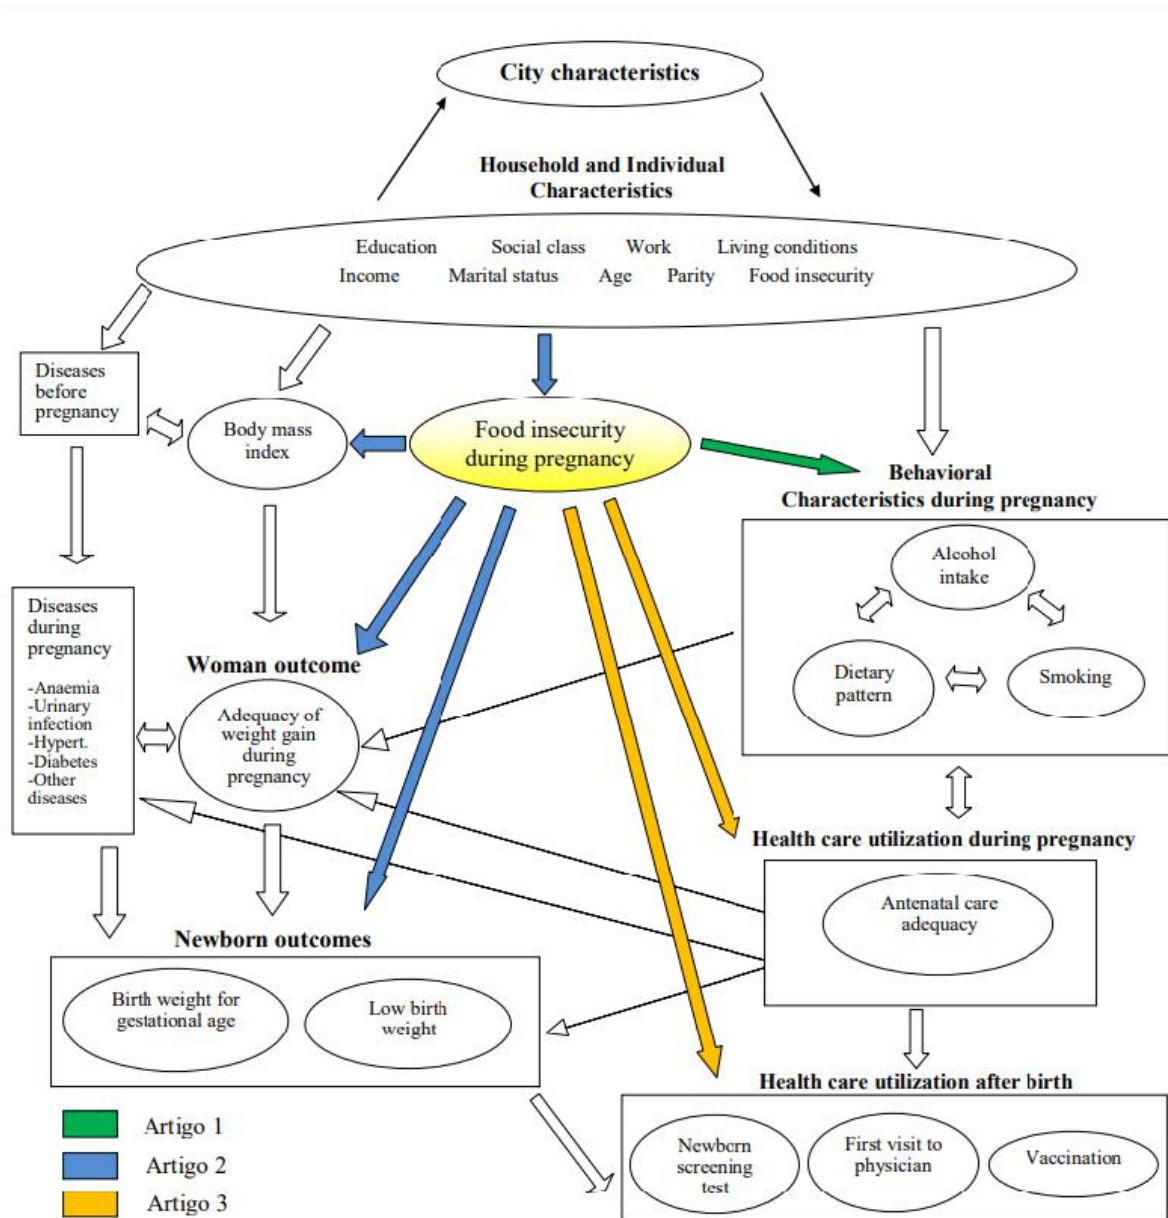 City characteristics
Household and Individual
Characteristics
Education Social class Work Living conditions
Income Marital status Age Parity Food insecurity
Diseases
before
pregnancy
Body mass
index
Food insecurity
during pregnancy
Behavioral
Characteristics during pregnancy
Alcohol
intake
Dietary
pattern
Smoking
Diseases
during
pregnancy
-Anaemia
-Urinary
infection
-Hypert.
-Diabetes
-Other
diseases
Woman outcome
Adequacy of
weight gain
during
pregnancy
Health care utilization during pregnancy
Antenatal care
adequacy
Newborn outcomes
Birth weight for
gestational age
Low birth
weight
Health care utilization after birth
Newborn
screening
test
First visit to
physician
Vaccination
Artigo 1
Artigo 2
Artigo 3